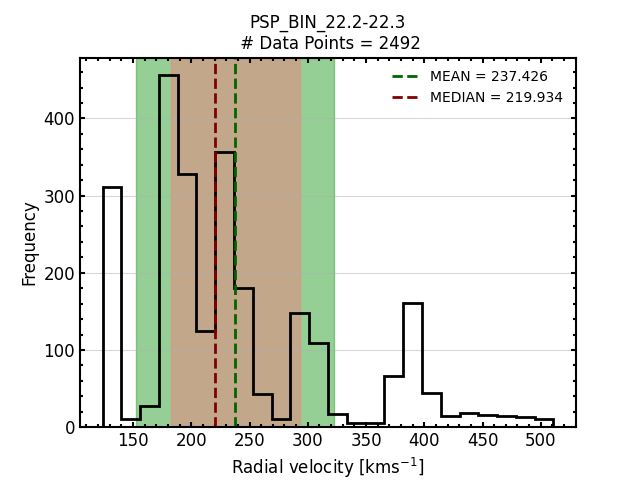 PSP_BIN_22.2-22.3
# Data Points = 2492
MEAN = 237.426
MEDIAN = 219.934
Frequency
400
300
200
100
0
150 200 250 300 350 400 450 500
Radial velocity [kms⁻¹]